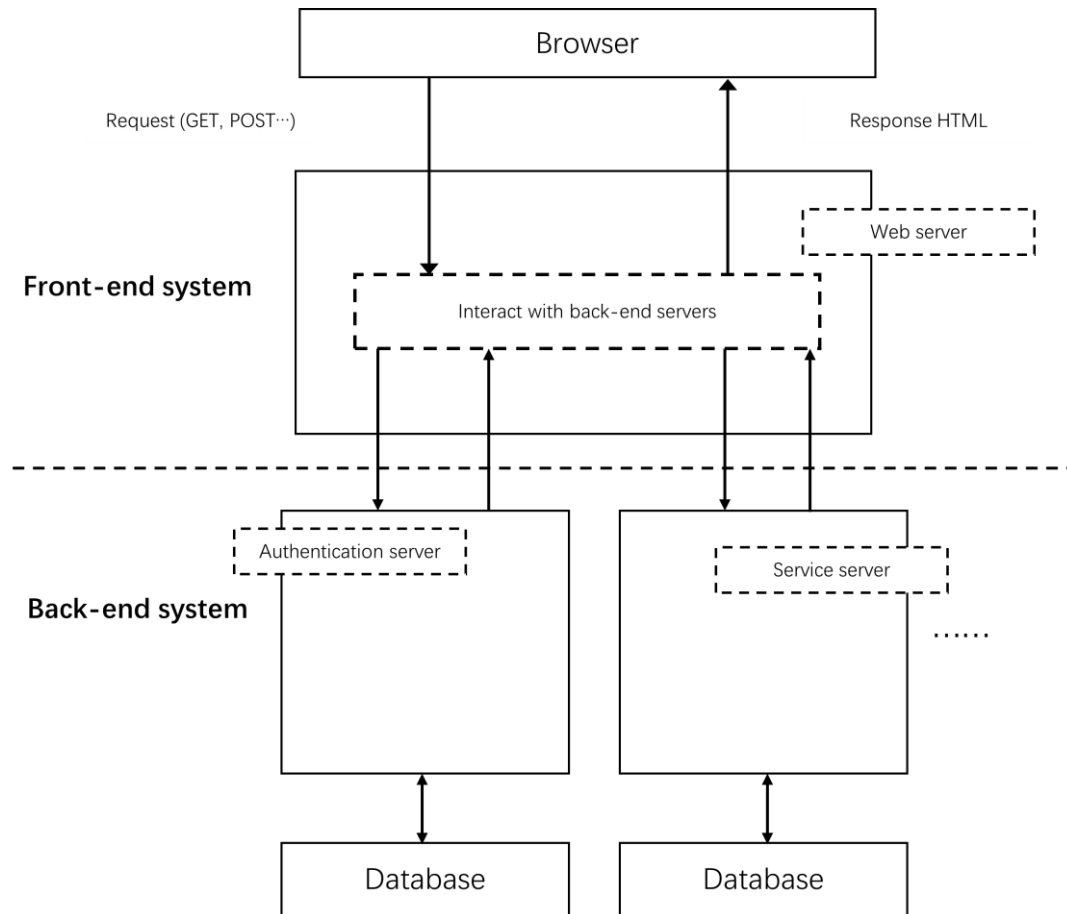 Browser
Request (GET, POST⋯)
Response HTML
Web server
Front-end system
Interact with back-end servers
Authentication server
Service server
Back-end system
⋯⋯
Database
Database